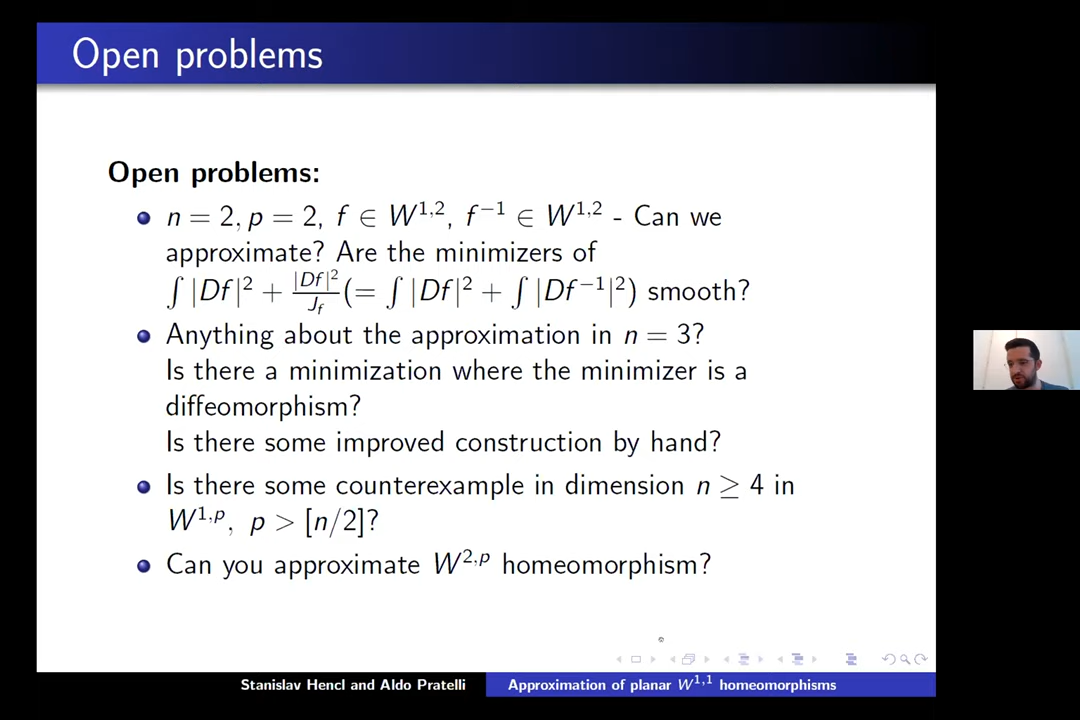 Open problems
Open problems:
n = 2, p = 2, f ∈ W^{1,2}, f^{-1} ∈ W^{1,2} - Can we
approximate? Are the minimizers of
∫ |Df|^2 + \frac{|Df|^2}{J_f} (= ∫ |Df|^2 + ∫ |Df^{-1}|^2) smooth?
Anything about the approximation in n = 3?
Is there a minimization where the minimizer is a
diffeomorphism?
Is there some improved construction by hand?
Is there some counterexample in dimension n ≥ 4 in
W^{1,p}, p > [n/2]?
Can you approximate W^{2,p} homeomorphism?
Stanislav Hencl and Aldo Pratelli
Approximation of planar W^{1,1} homeomorphisms